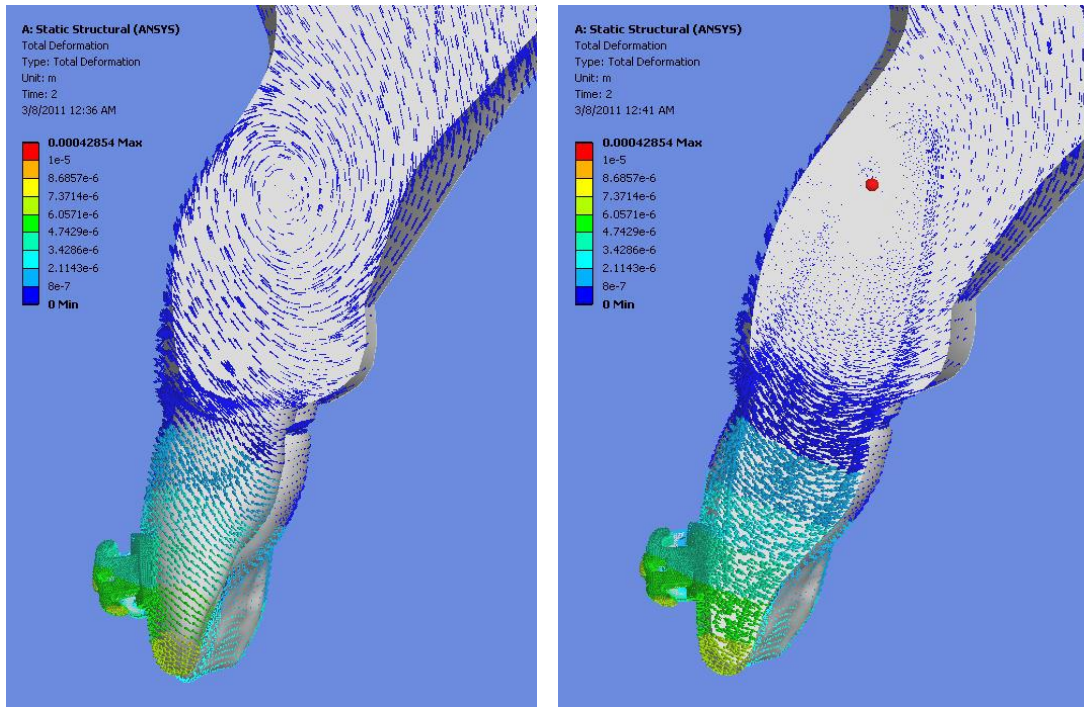 A: Static Structural (ANSYS)
Total Deformation
Type: Total Deformation
Unit: m
Time: 2
3/8/2011 12:36 AM
0.00042854 Max
1e-5
8.6857e-6
7.3714e-6
6.0571e-6
4.7429e-6
3.4286e-6
2.1143e-6
8e-7
0 Min
A: Static Structural (ANSYS)
Total Deformation
Type: Total Deformation
Unit: m
Time: 2
3/8/2011 12:41 AM
0.00042854 Max
1e-5
8.6857e-6
7.3714e-6
6.0571e-6
4.7429e-6
3.4286e-6
2.1143e-6
8e-7
0 Min